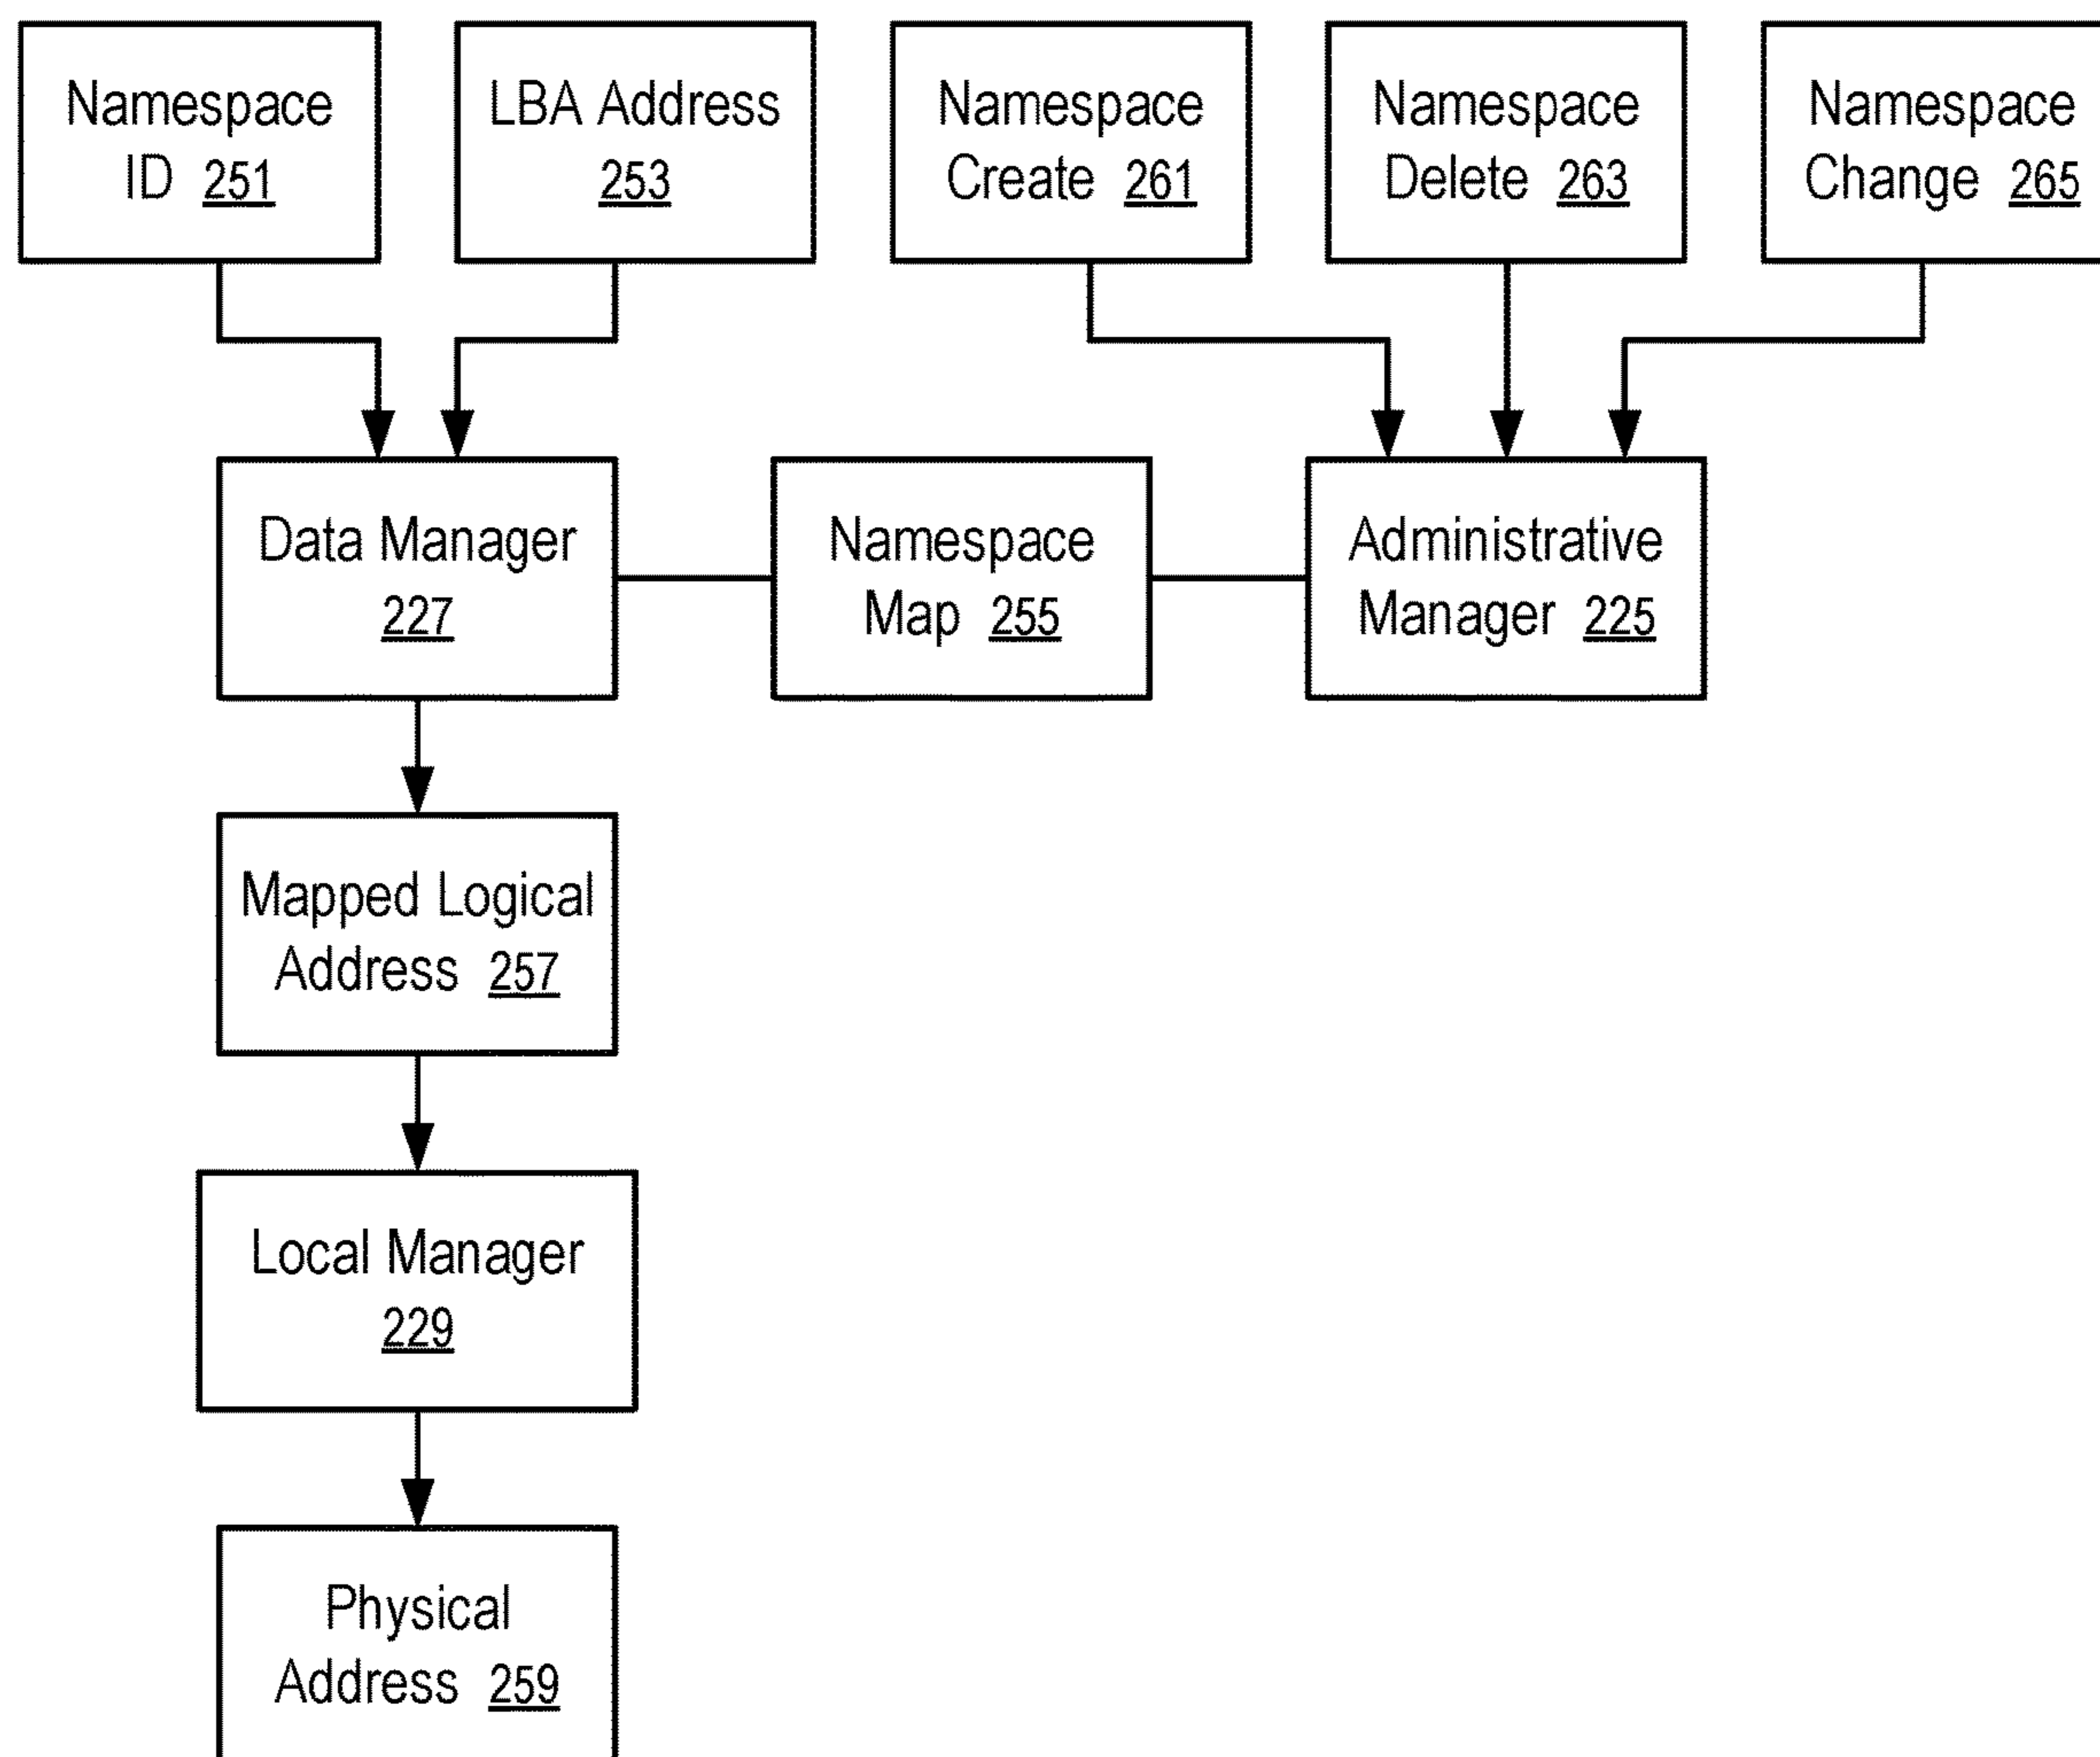 Namespace
ID 251
LBA Address
253
Namespace
Create 261
Namespace
Delete 263
Namespace
Change 265
Data Manager
227
Namespace
Map 255
Administrative
Manager 225
Mapped Logical
Address 257
Local Manager
229
Physical
Address 259